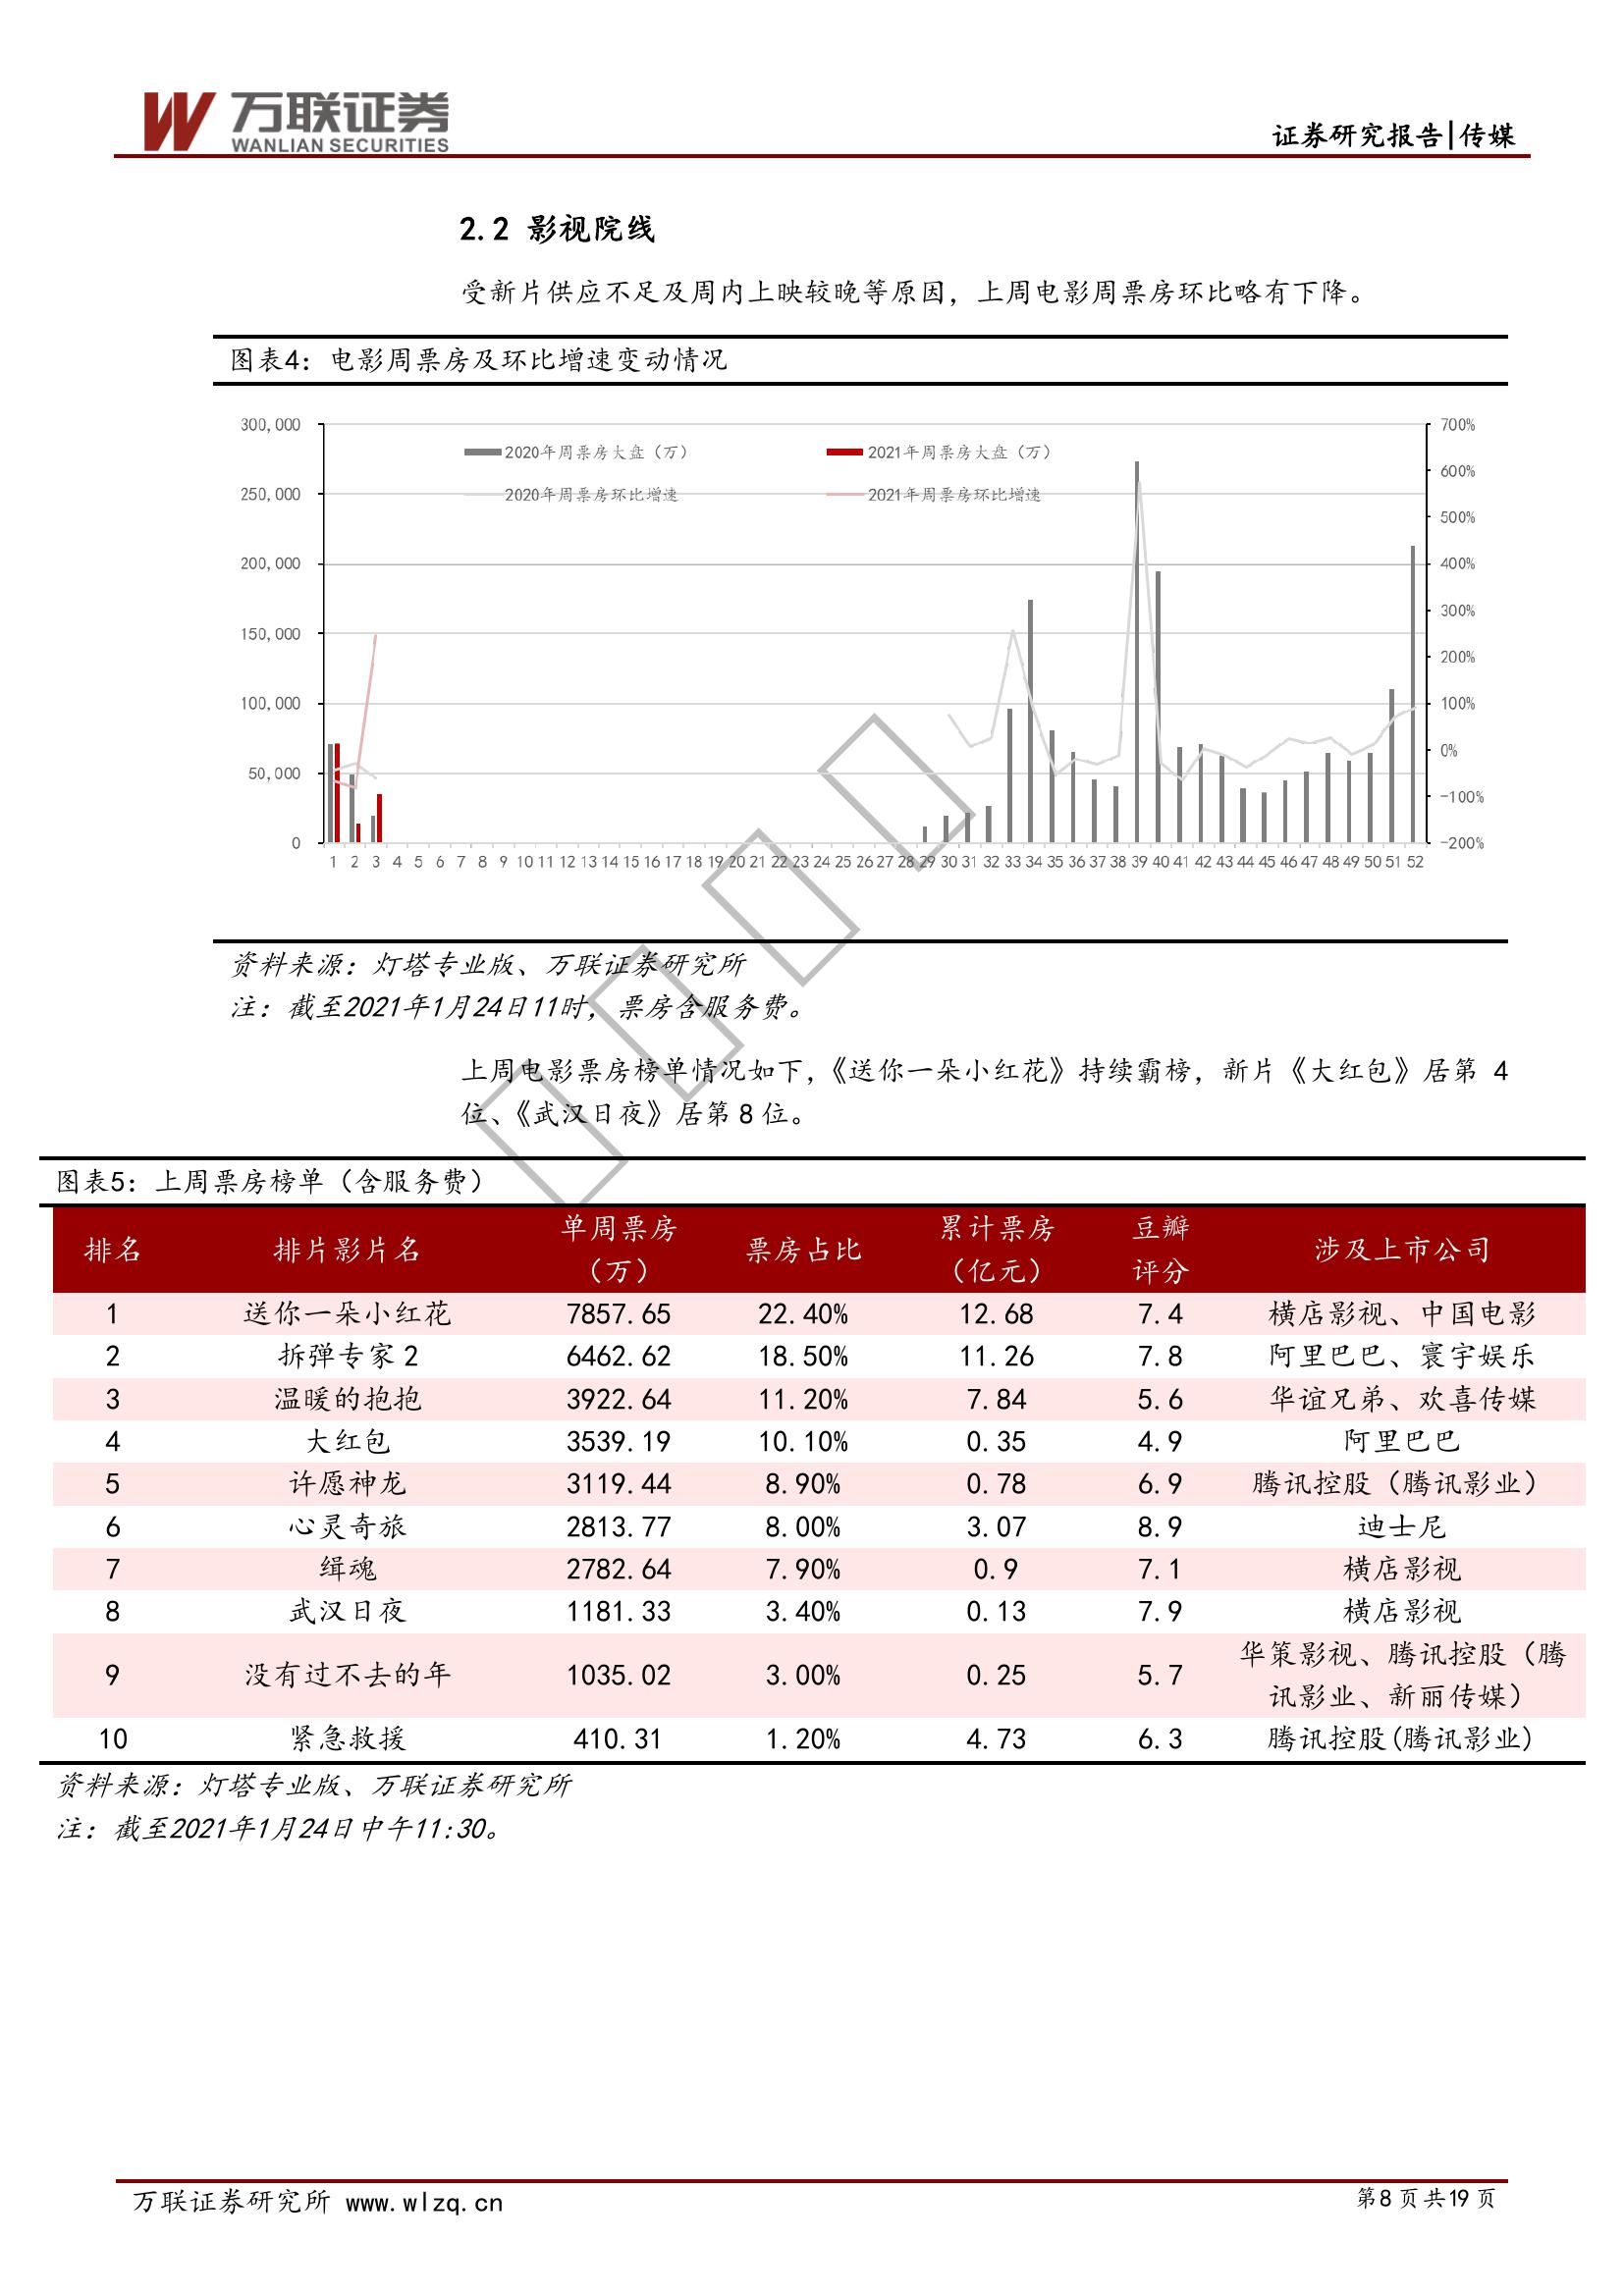 万联证券
WANLIAN SECURITIES
证券研究报告|传媒
2.2 影视院线
受新片供应不足及周内上映较晚等原因，上周电影周票房环比略有下降。
图表4：电影周票房及环比增速变动情况
300,000
250,000
200,000
150,000
100,000
50,000
0
2020年周票房大盘（万） 2021年周票房大盘（万）
2020年周票房环比增速 2021年周票房环比增速
700%
600%
500%
400%
300%
200%
100%
0%
-100%
-200%
1 2 3 4 5 6 7 8 9 10 11 12 13 14 15 16 17 18 19 20 21 22 23 24 25 26 27 28 29 30 31 32 33 34 35 36 37 38 39 40 41 42 43 44 45 46 47 48 49 50 51 52
资料来源：灯塔专业版、万联证券研究所
注：截至2021年1月24日11时，票房含服务费。
上周电影票房榜单情况如下，《送你一朵小红花》持续霸榜，新片《大红包》居第 4
位、《武汉日夜》居第 8 位。
图表5：上周票房榜单（含服务费）
排名 排片影片名 单周票房（万） 票房占比 累计票房（亿元） 豆瓣评分 涉及上市公司
1 送你一朵小红花 7857.65 22.40% 12.68 7.4 横店影视、中国电影
2 拆弹专家 2 6462.62 18.50% 11.26 7.8 阿里巴巴、寰宇娱乐
3 温暖的抱抱 3922.64 11.20% 7.84 5.6 华谊兄弟、欢喜传媒
4 大红包 3539.19 10.10% 0.35 4.9 阿里巴巴
5 许愿神龙 3119.44 8.90% 0.78 6.9 腾讯控股（腾讯影业）
6 心灵奇旅 2813.77 8.00% 3.07 8.9 迪士尼
7 缉魂 2782.64 7.90% 0.9 7.1 横店影视
8 武汉日夜 1181.33 3.40% 0.13 7.9 横店影视
9 没有过不去的年 1035.02 3.00% 0.25 5.7 华策影视、腾讯控股（腾
讯影业、新丽传媒）
10 紧急救援 410.31 1.20% 4.73 6.3 腾讯控股(腾讯影业)
资料来源：灯塔专业版、万联证券研究所
注：截至2021年1月24日中午11:30。
万联证券研究所 www.wlzq.cn
第8 页 共19 页